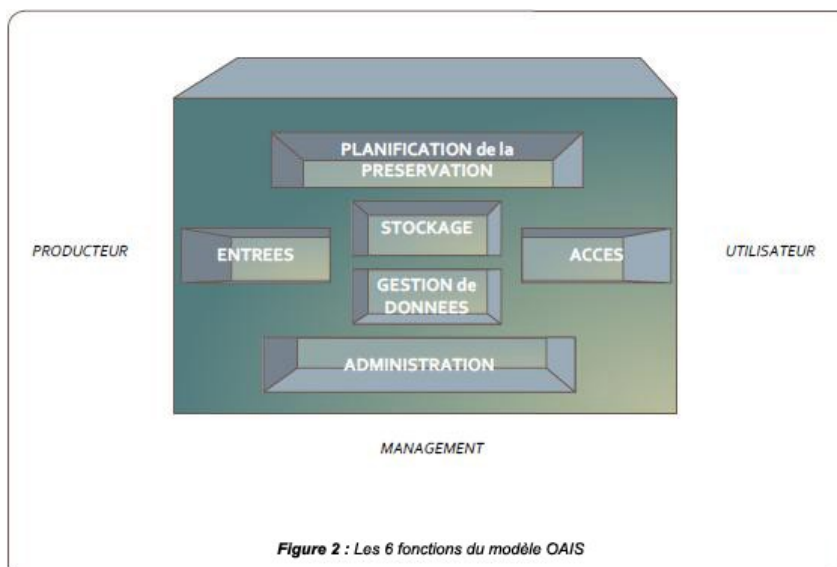 PLANIFICATION de la
PRESERVATION
STOCKAGE
PRODUCTEUR
ENTREES
ACCES
UTILISATEUR
GESTION de
DONNEES
ADMINISTRATION
MANAGEMENT
Figure 2 : Les 6 fonctions du modèle OAIS